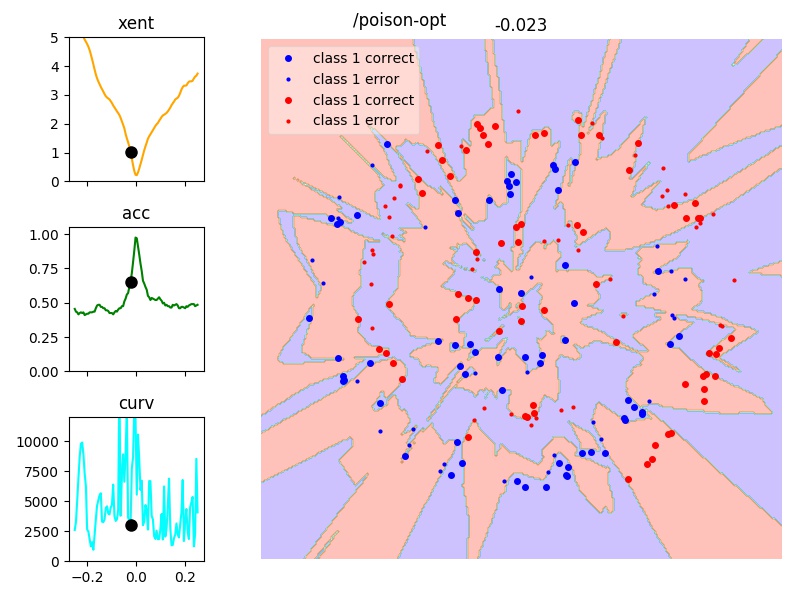 /poison-opt
-0.023
xent
5
4
3
2
1
0
acc
1.00
0.75
0.50
0.25
0.00
curv
10000
7500
5000
2500
0
−0.2 0.0 0.2
class 1 correct
class 1 error
class 1 correct
class 1 error